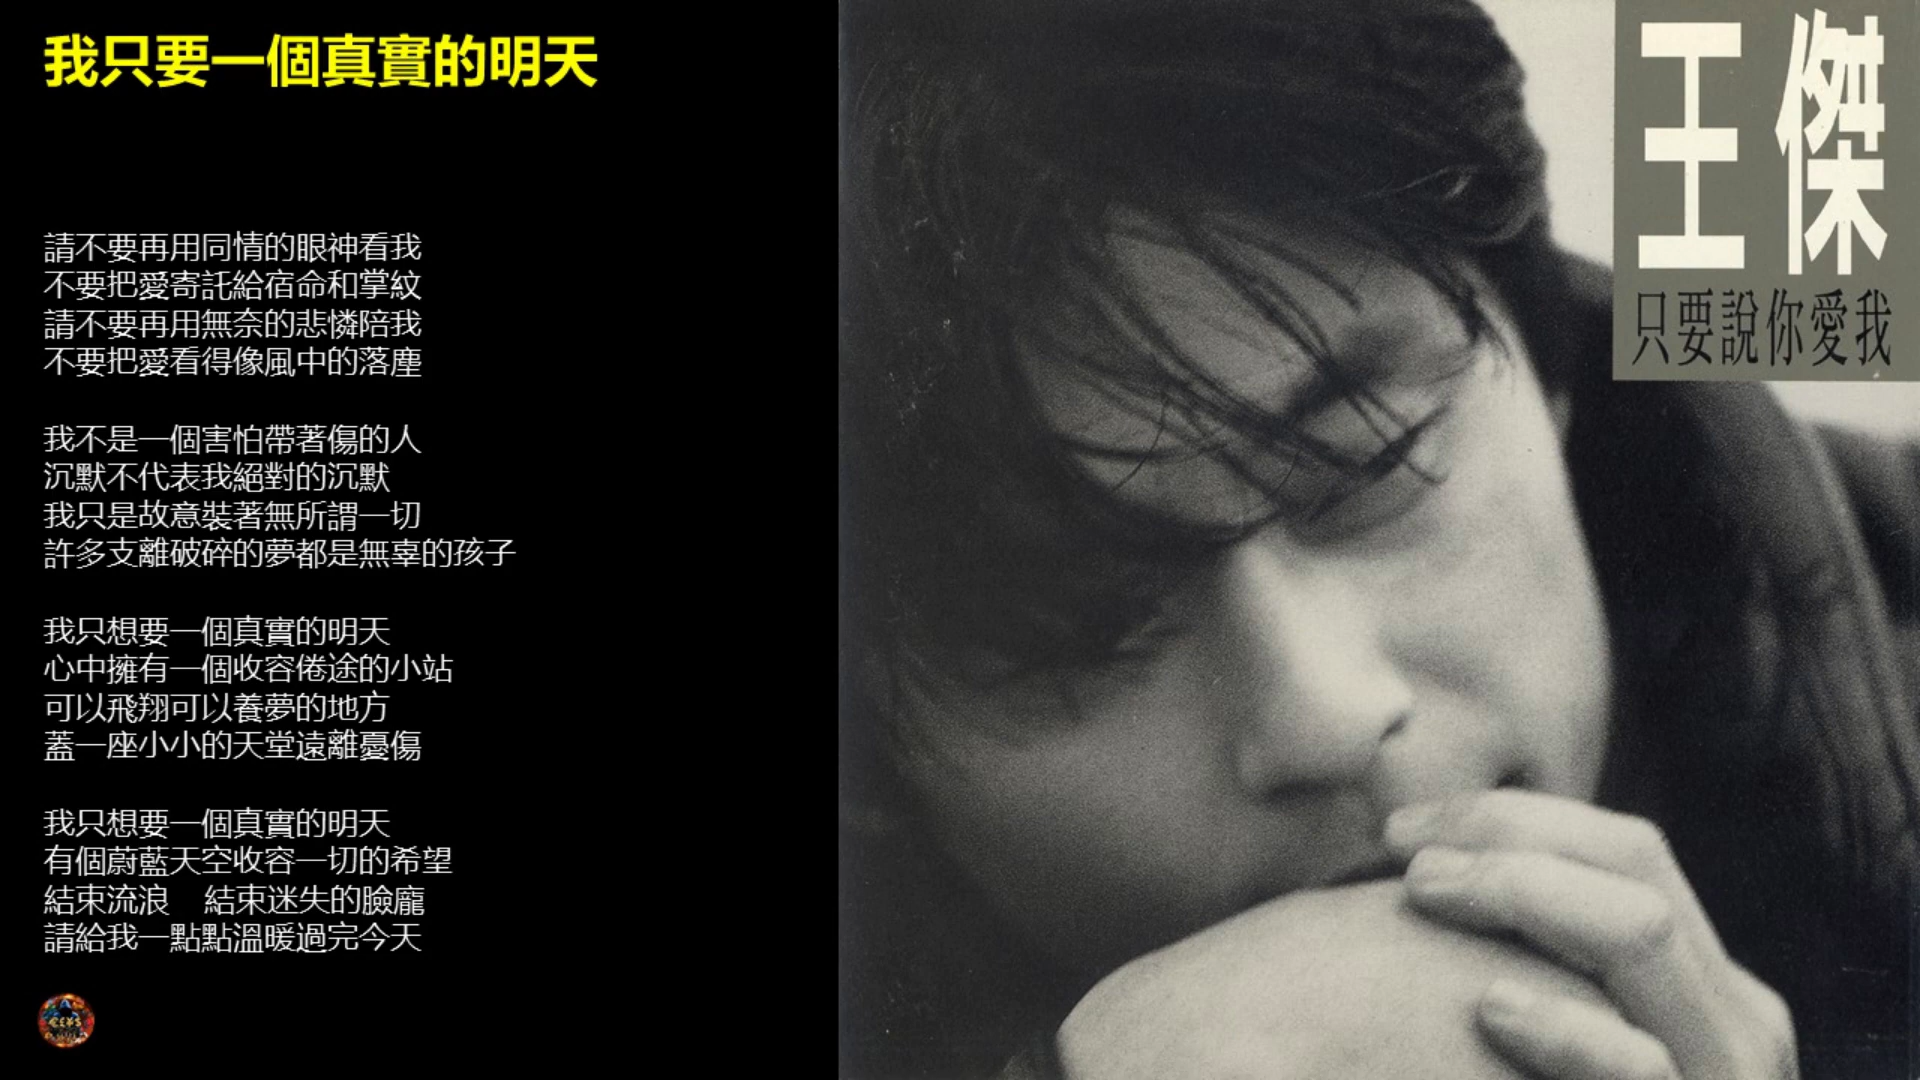 我只要一個真實的明天
請不要再用同情的眼神看我
不要把愛寄託給宿命和掌紋
請不要再用無奈的悲憐陪我
不要把愛看得像風中的落塵
我不是一個害怕帶著傷的人
沉默不代表我絕對的沉默
我只是故意裝著無所謂一切
許多支離破碎的夢都是無辜的孩子
我只想要一個真實的明天
心中擁有一個收容倦途的小站
可以飛翔可以養夢的地方
蓋一座小小的天堂遠離憂傷
我只想要一個真實的明天
有個蔚藍天空收容一切的希望
結束流浪　結束迷失的臉龐
請給我一點點溫暖過完今天
王傑
只要說你愛我